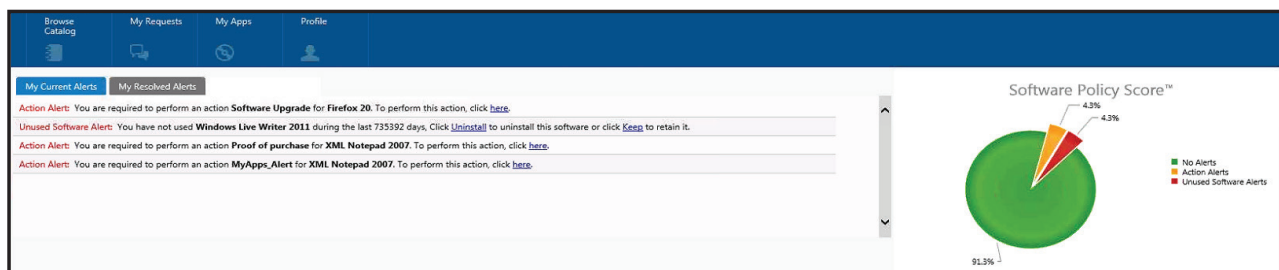 Browse Catalog
My Requests
My Apps
Profile
My Current Alerts
My Resolved Alerts
Action Alert: You are required to perform an action Software Upgrade for Firefox 20. To perform this action, click here.
Unused Software Alert: You have not used Windows Live Writer 2011 during the last 735392 days, Click Uninstall to uninstall this software or click Keep to retain it.
Action Alert: You are required to perform an action Proof of purchase for XML Notepad 2007. To perform this action, click here.
Action Alert: You are required to perform an action MyApps_Alert for XML Notepad 2007. To perform this action, click here.
Software Policy Score™
4.3%
4.3%
No Alerts
Action Alerts
Unused Software Alerts
91.3%